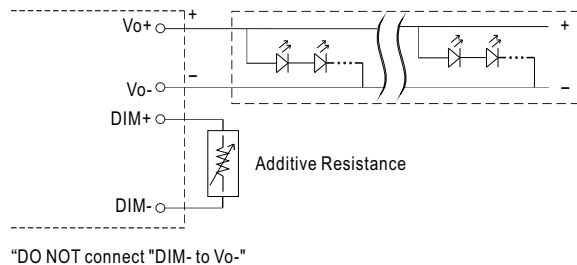 Vo+
+
+
Vo-
−
−
DIM+
Additive Resistance
DIM-
“DO NOT connect "DIM- to Vo-"